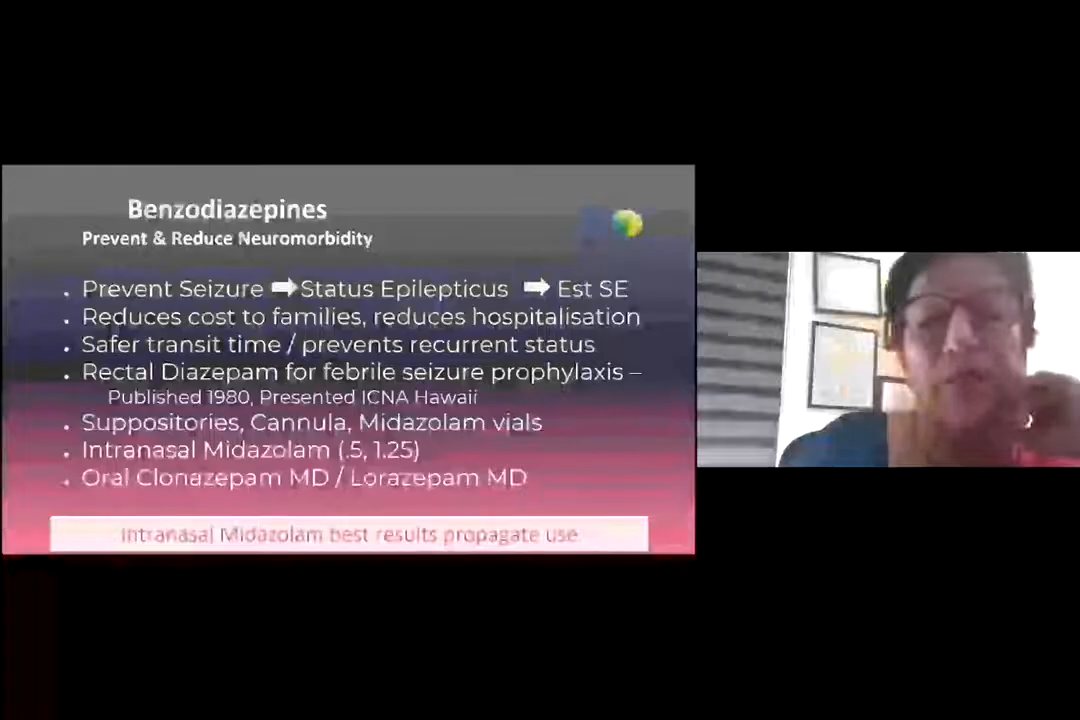 Benzodiazepines
Prevent & Reduce Neuromorbidity
Prevent Seizure ➡ Status Epilepticus ➡ Est SE
Reduces cost to families, reduces hospitalisation
Safer transit time / prevents recurrent status
Rectal Diazepam for febrile seizure prophylaxis –
Published 1980, Presented ICNA Hawaii
Suppositories, Cannula, Midazolam vials
Intranasal Midazolam (.5, 1.25)
Oral Clonazepam MD / Lorazepam MD
Intranasal Midazolam best results propagate use